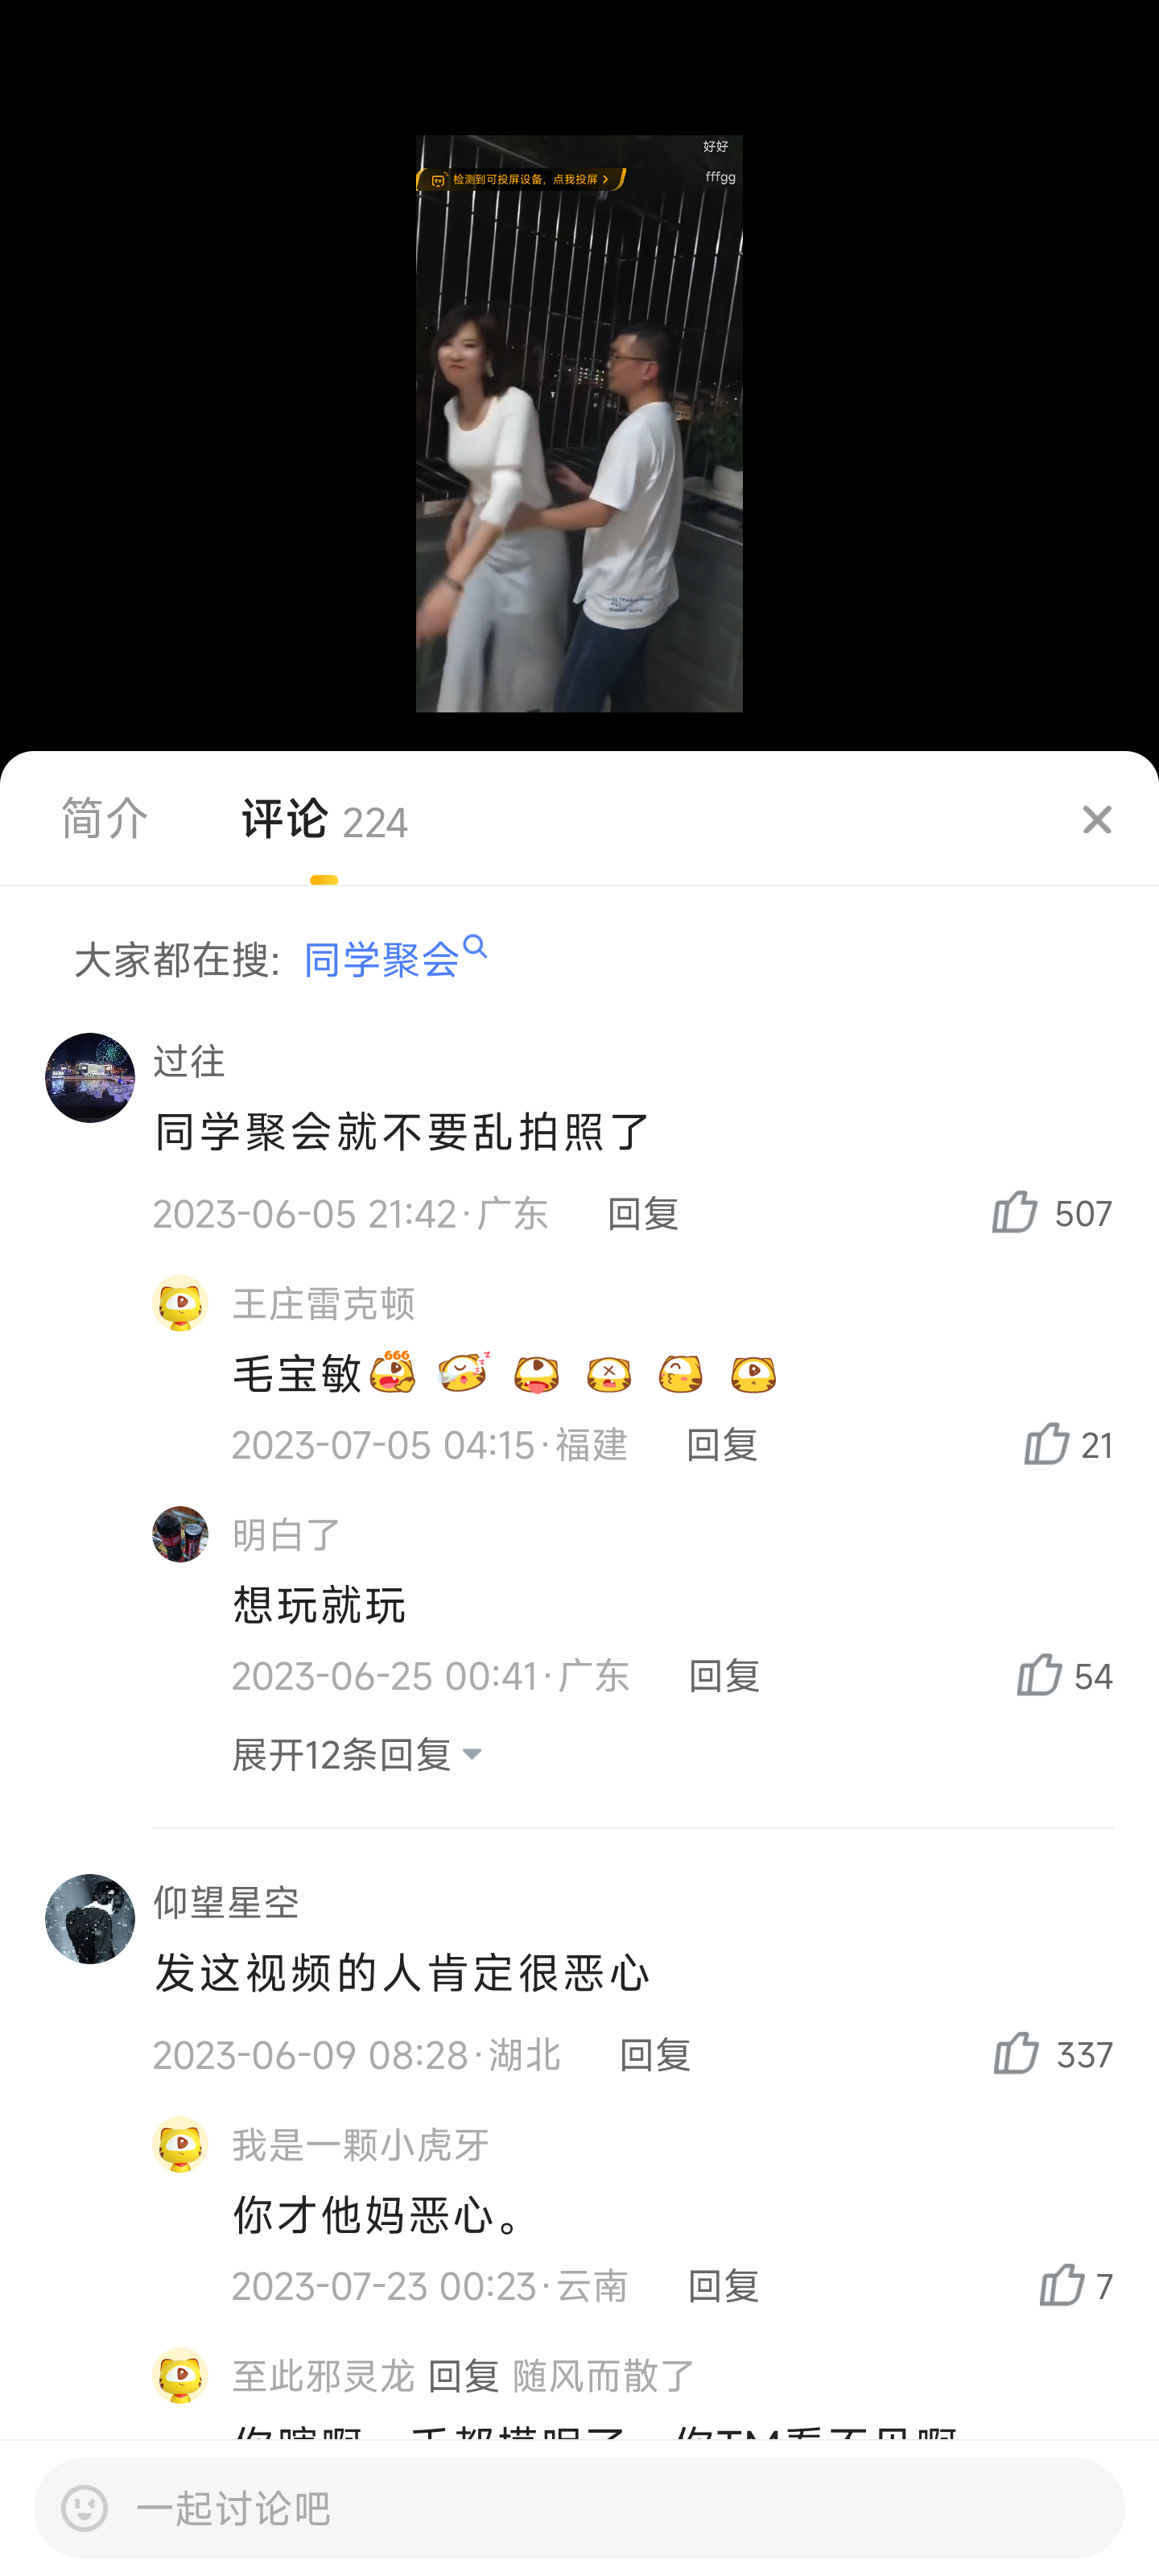 好好
检测到可投屏设备，点我投屏
fffgg
简介 评论 224
大家都在搜: 同学聚会
过往
同学聚会就不要乱拍照了
2023-06-05 21:42·广东 回复 507
王庄雷克顿
毛宝敏
2023-07-05 04:15·福建 回复 21
明白了
想玩就玩
2023-06-25 00:41·广东 回复 54
展开12条回复
仰望星空
发这视频的人肯定很恶心
2023-06-09 08:28·湖北 回复 337
我是一颗小虎牙
你才他妈恶心。
2023-07-23 00:23·云南 回复 7
至此邪灵龙 回复 随风而散了
一起讨论吧